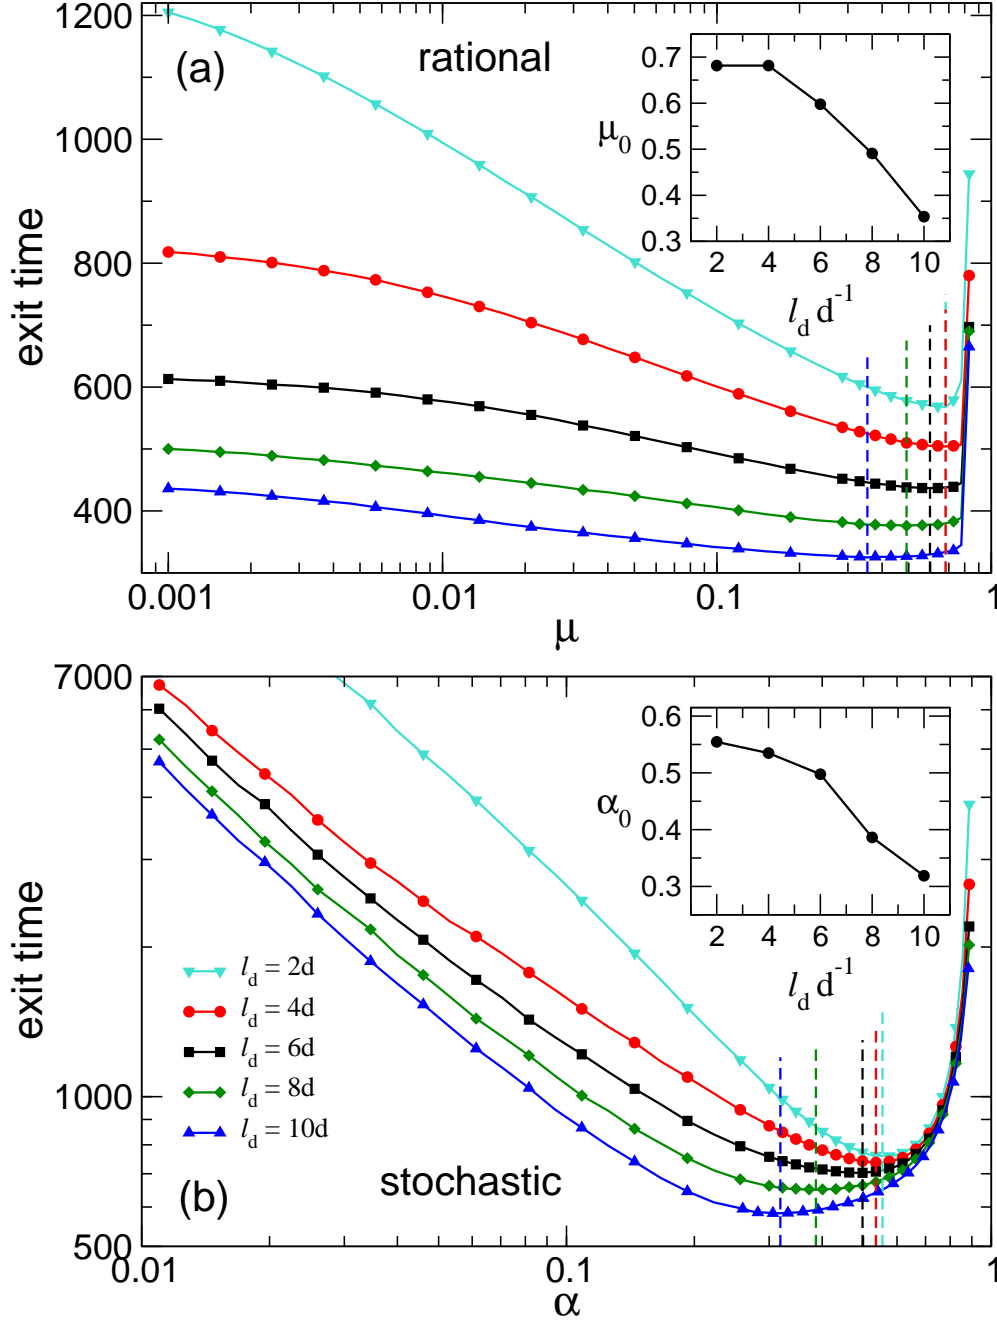 (a)
rational
exit time
1200
1000
800
600
400
0.001
0.01
0.1
1
μ
μ0
0.7
0.6
0.5
0.4
0.3
2
4
6
8
10
ld d-1
(b)
stochastic
exit time
7000
1000
500
0.01
0.1
1
α
α0
0.6
0.5
0.4
0.3
2
4
6
8
10
ld d-1
ld = 2d
ld = 4d
ld = 6d
ld = 8d
ld = 10d